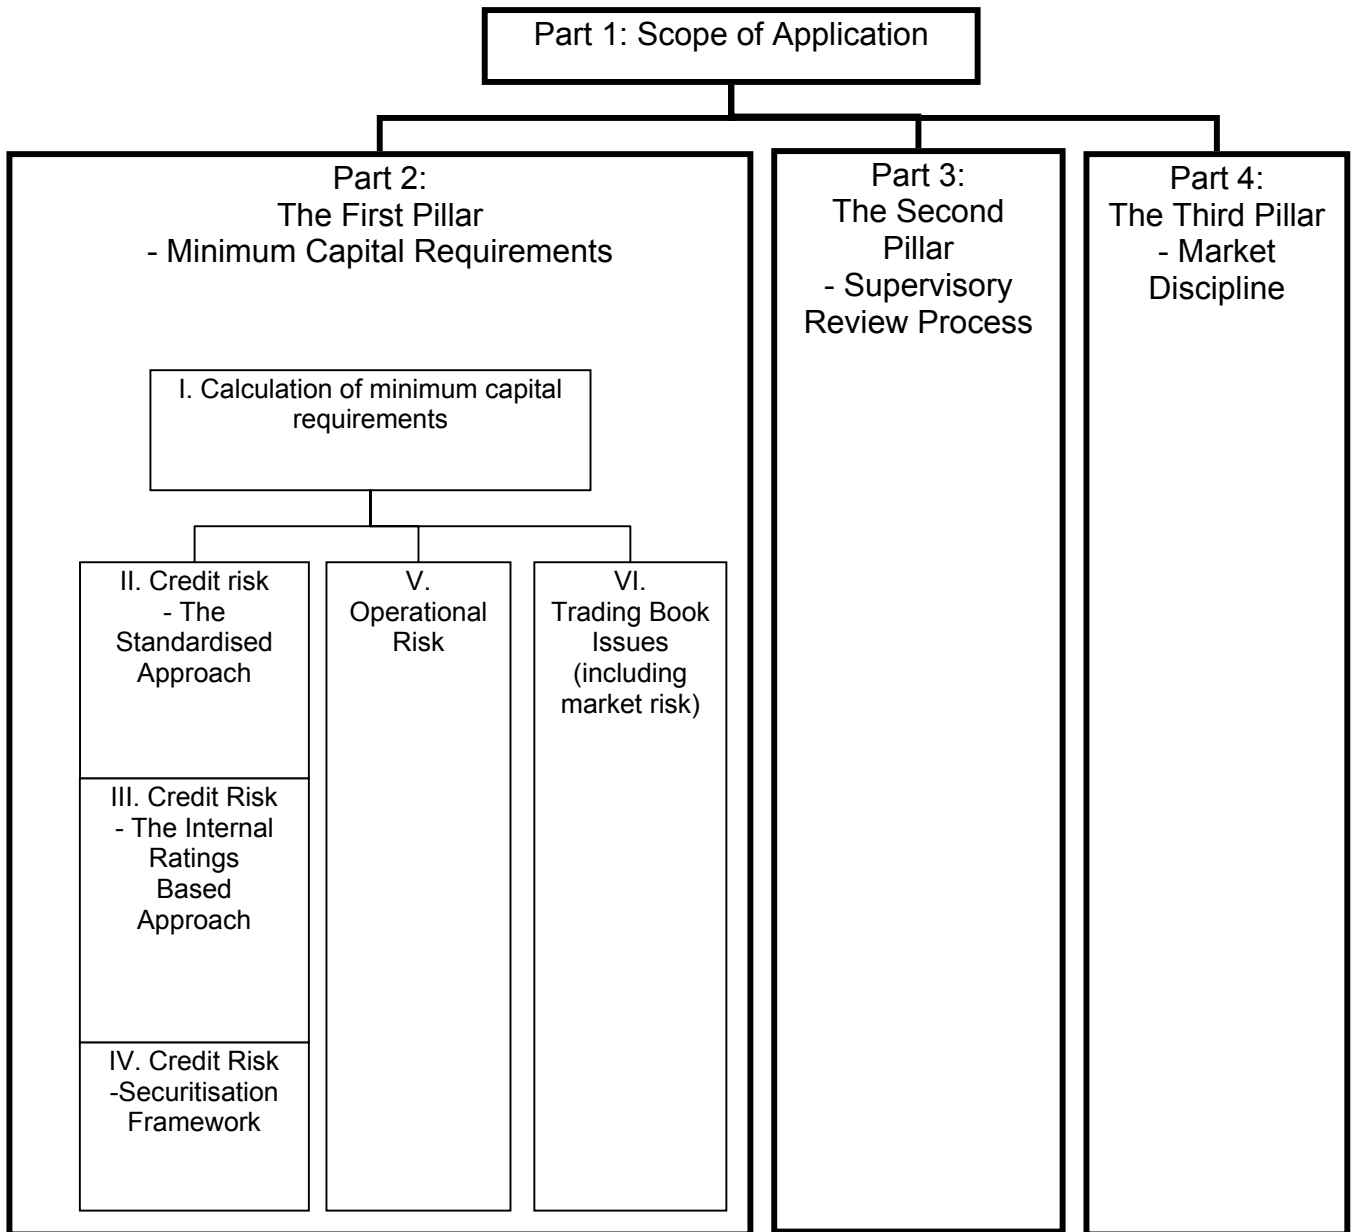 Part 1: Scope of Application
Part 2:
The First Pillar
- Minimum Capital Requirements
I. Calculation of minimum capital
requirements
II. Credit risk
- The
Standardised
Approach
III. Credit Risk
- The Internal
Ratings
Based
Approach
IV. Credit Risk
-Securitisation
Framework
V.
Operational
Risk
VI.
Trading Book
Issues
(including
market risk)
Part 3:
The Second
Pillar
- Supervisory
Review Process
Part 4:
The Third Pillar
- Market
Discipline